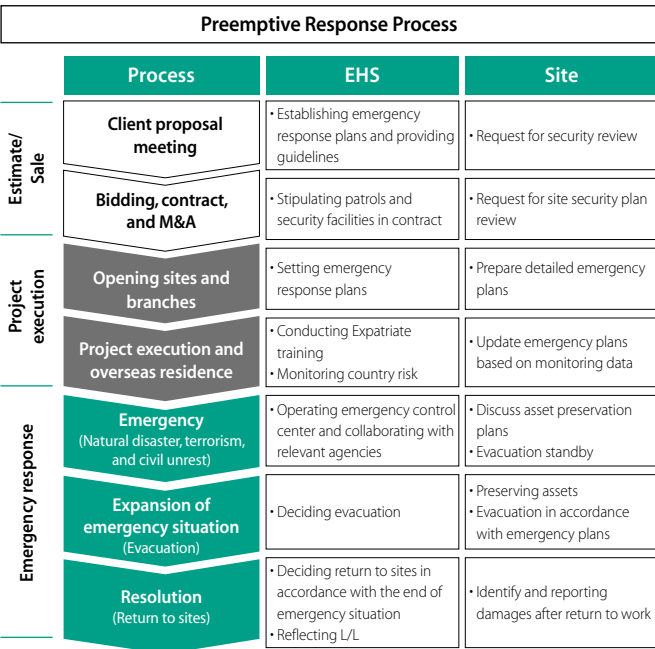 Preemptive Response Process
Process
EHS
Site
Estimate/
Sale
Client proposal
meeting
• Establishing emergency
response plans and providing
guidelines
• Request for security review
Bidding, contract,
and M&A
• Stipulating patrols and
security facilities in contract
• Request for site security plan
review
Project
execution
Opening sites and
branches
• Setting emergency
response plans
• Prepare detailed emergency
plans
Project execution and
overseas residence
• Conducting Expatriate
training
• Monitoring country risk
• Update emergency plans
based on monitoring data
Emergency response
Emergency
(Natural disaster, terrorism,
and civil unrest)
• Operating emergency control
center and collaborating with
relevant agencies
• Discuss asset preservation
plans
• Evacuation standby
Expansion of
emergency situation
(Evacuation)
• Deciding evacuation
• Preserving assets
• Evacuation in accordance
with emergency plans
Resolution
(Return to sites)
• Deciding return to sites in
accordance with the end of
emergency situation
• Reflecting L/L
• Identify and reporting
damages after return to work